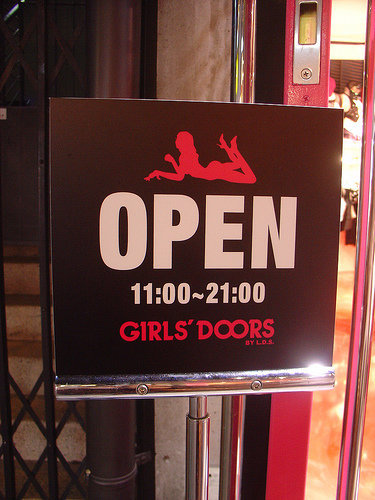 OPEN
11:00~21:00
GIRLS' DOORS
BY L.D.S.